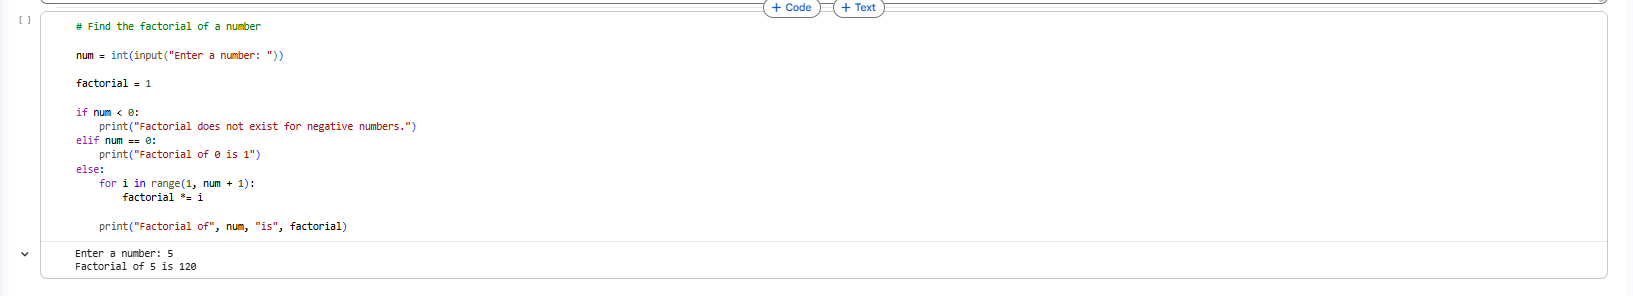 + Code + Text
[ ]
# Find the factorial of a number
num = int(input("Enter a number: "))
factorial = 1
if num < 0:
    print("Factorial does not exist for negative numbers.")
elif num == 0:
    print("Factorial of 0 is 1")
else:
    for i in range(1, num + 1):
        factorial *= i
    print("Factorial of", num, "is", factorial)
Enter a number: 5
Factorial of 5 is 120